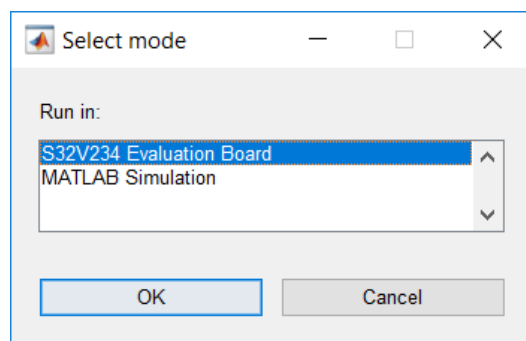 Select mode
Run in:
S32V234 Evaluation Board
MATLAB Simulation
OK Cancel